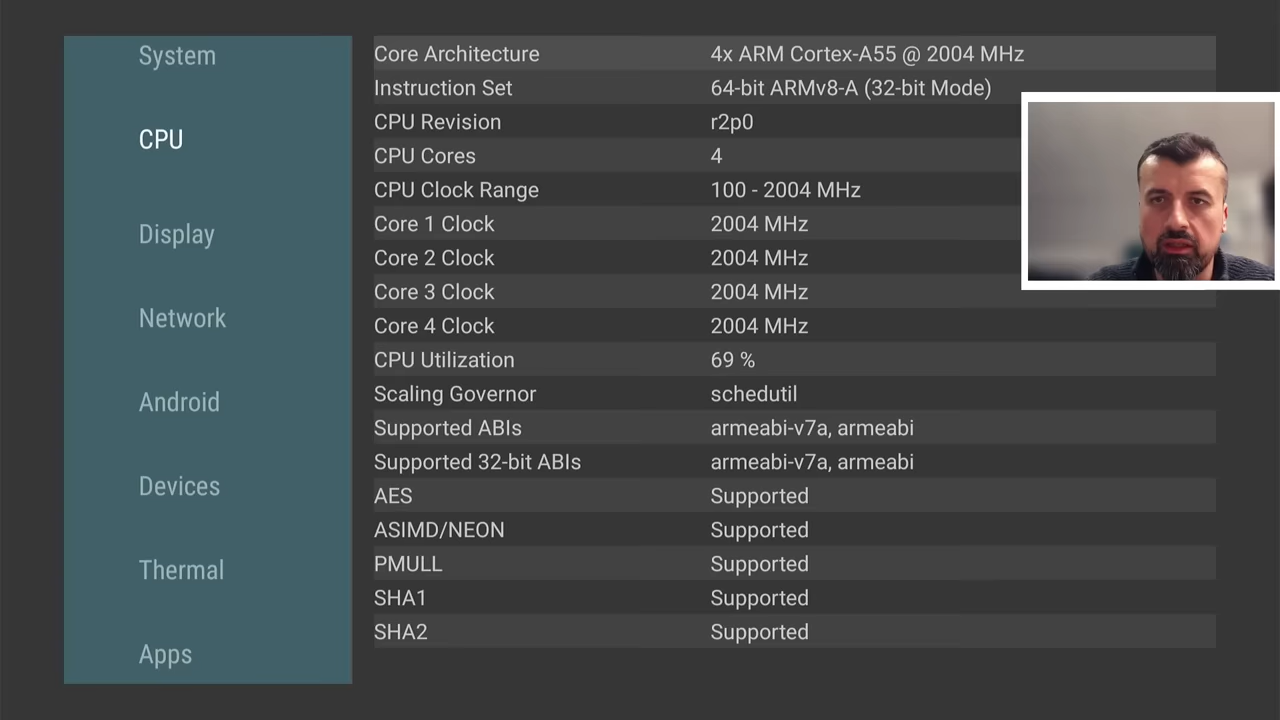 System
CPU
Display
Network
Android
Devices
Thermal
Apps
Core Architecture 4x ARM Cortex-A55 @ 2004 MHz
Instruction Set 64-bit ARMv8-A (32-bit Mode)
CPU Revision r2p0
CPU Cores 4
CPU Clock Range 100 - 2004 MHz
Core 1 Clock 2004 MHz
Core 2 Clock 2004 MHz
Core 3 Clock 2004 MHz
Core 4 Clock 2004 MHz
CPU Utilization 69 %
Scaling Governor schedutil
Supported ABIs armeabi-v7a, armeabi
Supported 32-bit ABIs armeabi-v7a, armeabi
AES Supported
ASIMD/NEON Supported
PMULL Supported
SHA1 Supported
SHA2 Supported